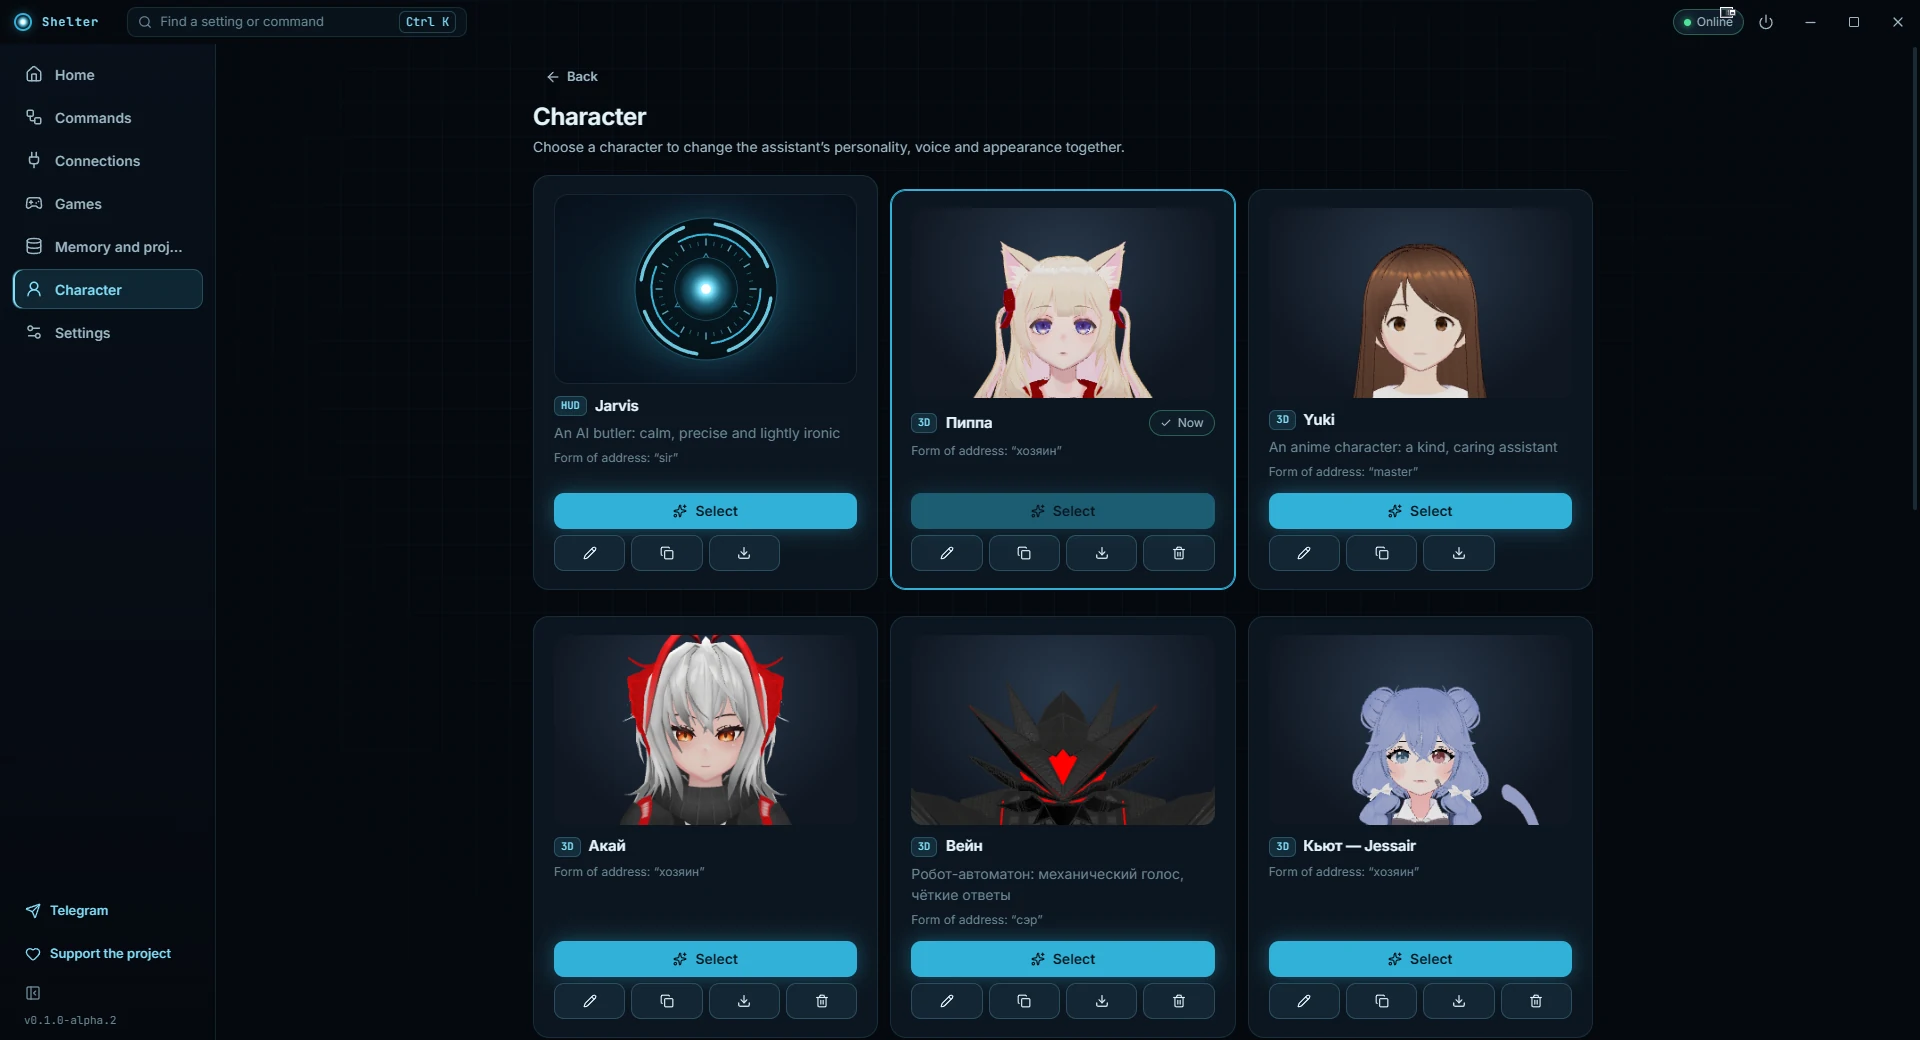 Shelter
Find a setting or command
Ctrl K
Online
Home
Commands
Connections
Games
Memory and proj...
Character
Settings
Telegram
Support the project
v0.1.0-alpha.2
Back
Character
Choose a character to change the assistant's personality, voice and appearance together.
HUD Jarvis
An AI butler: calm, precise and lightly ironic
Form of address: "sir"
Select
3D Пиппа
Now
Form of address: "хозяин"
Select
3D Yuki
An anime character: a kind, caring assistant
Form of address: "master"
Select
3D Акай
Form of address: "хозяин"
Select
3D Вейн
Робот-автоматон: механический голос,
чёткие ответы
Form of address: "сэр"
Select
3D Кьют — Jessair
Form of address: "хозяин"
Select